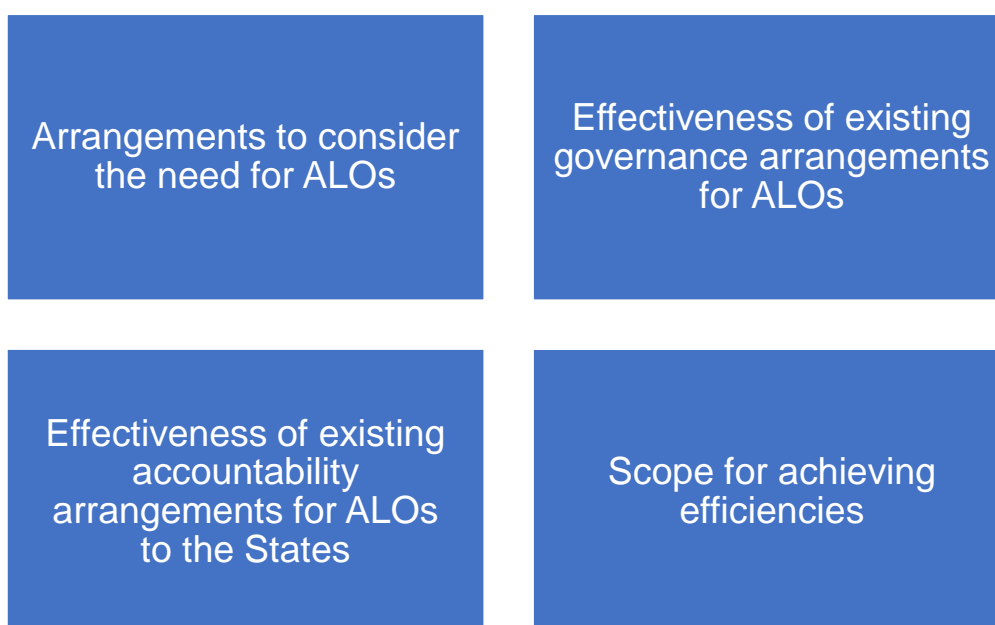 Arrangements to consider
the need for ALOs
Effectiveness of existing
governance arrangements
for ALOs
Effectiveness of existing
accountability
arrangements for ALOs
to the States
Scope for achieving
efficiencies